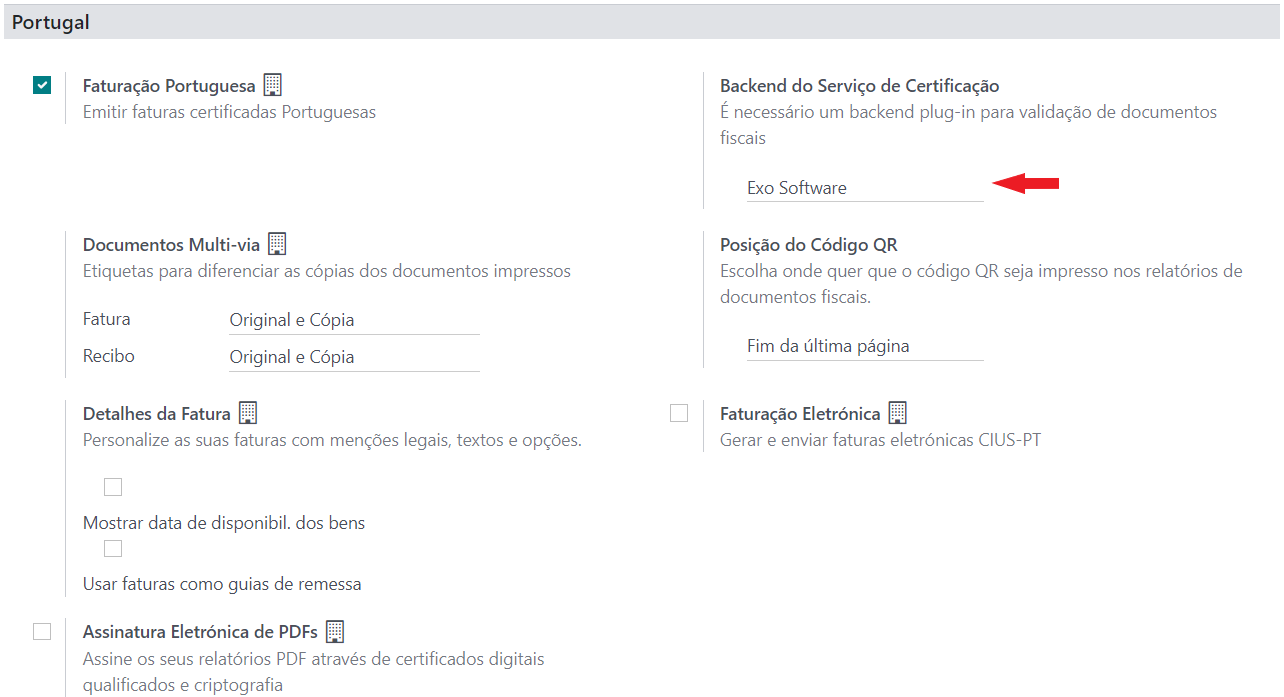 Portugal
Faturação Portuguesa
Emitir faturas certificadas Portuguesas
Backend do Serviço de Certificação
É necessário um backend plug-in para validação de documentos
fiscais
Exo Software
Documentos Multi-via
Etiquetas para diferenciar as cópias dos documentos impressos
Fatura Original e Cópia
Recibo Original e Cópia
Posição do Código QR
Escolha onde quer que o código QR seja impresso nos relatórios de
documentos fiscais.
Fim da última página
Detalhes da Fatura
Personalize as suas faturas com menções legais, textos e opções.
Mostrar data de disponibil. dos bens
Usar faturas como guias de remessa
Faturação Eletrónica
Gerar e enviar faturas eletrónicas CIUS-PT
Assinatura Eletrónica de PDFs
Assine os seus relatórios PDF através de certificados digitais
qualificados e criptografia